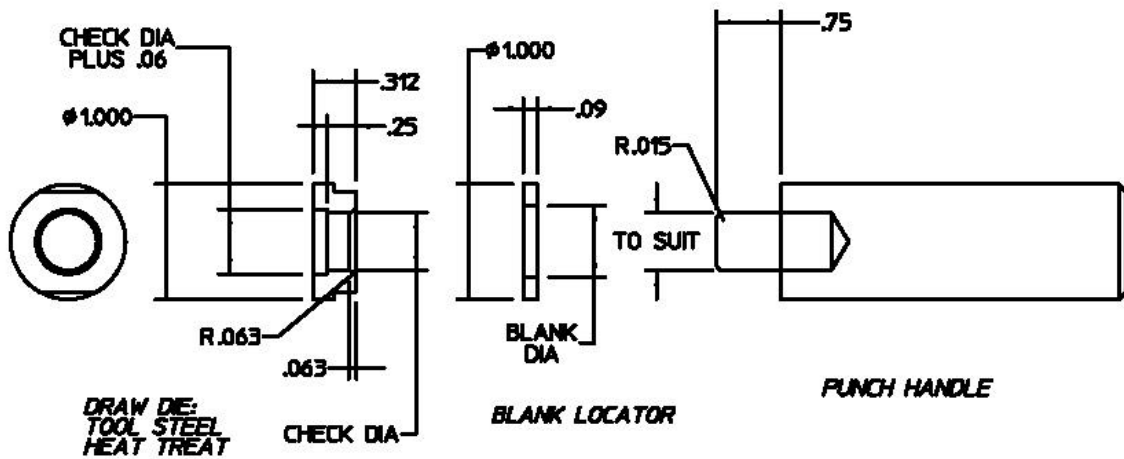 CHECK DIA
PLUS .06
ø1.000
.312
.25
R.063
.063
CHECK DIA
DRAW DIE:
TOOL STEEL
HEAT TREAT
ø1.000
.09
BLANK
DIA
BLANK LOCATOR
.75
R.015
TO SUIT
PUNCH HANDLE